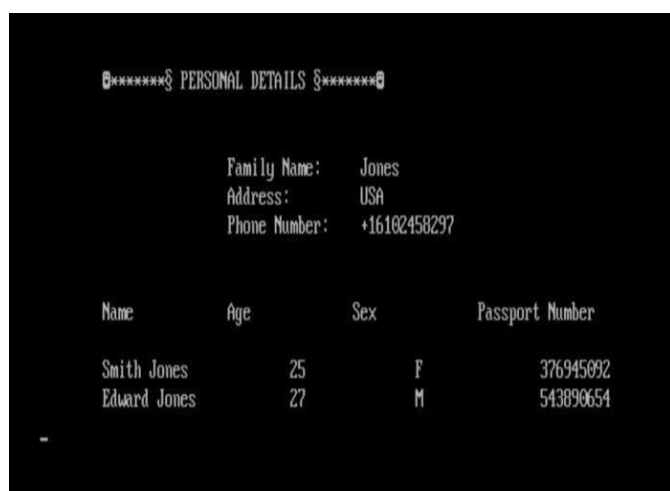 *******§ PERSONAL DETAILS §*******
Family Name: Jones
Address: USA
Phone Number: +16102458297
Name Age Sex Passport Number
Smith Jones 25 F 376945092
Edward Jones 27 M 543890654